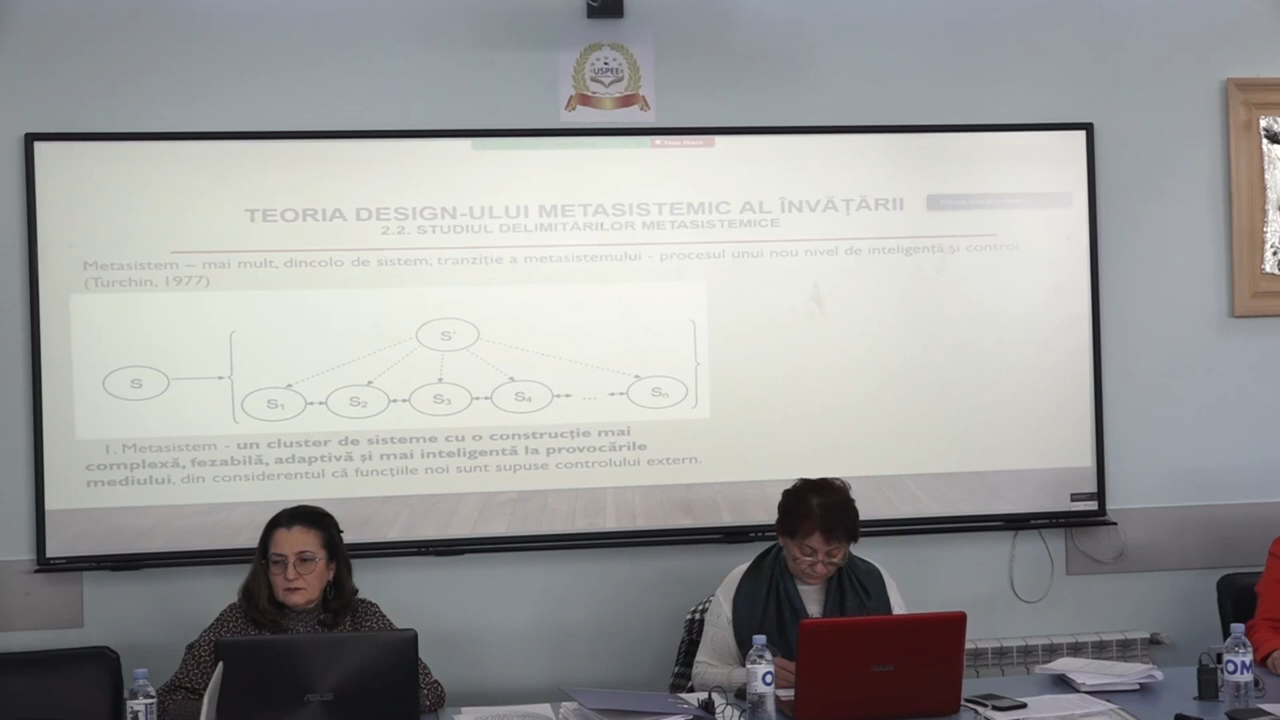 USPEE
TEORIA DESIGN-ULUI METASISTEMIC AL ÎNVĂȚĂRII
2.2. STUDIUL DELIMITĂRILOR METASISTEMICE
Metasistem – mai mult, dincolo de sistem; tranziție a metasistemului - procesul unui nou nivel de inteligență și control
(Turchin, 1977)
S'
S
S1 S2 S3 S4 ... Sn
1. Metasistem - un cluster de sisteme cu o construcție mai
complexă, fezabilă, adaptivă și mai inteligentă la provocările
mediului, din considerentul că funcțiile noi sunt supuse controlului extern.
ASUS
OM